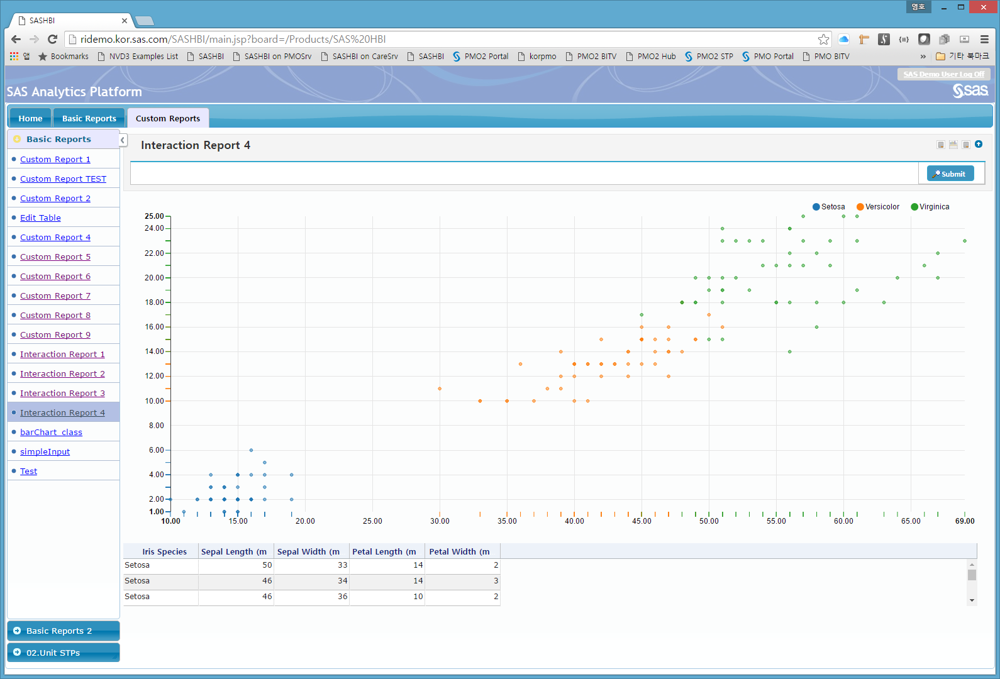 영호
SASHBI
ridemo.kor.sas.com/SASHBI/main.jsp?board=/Products/SAS%20HBI
앱 Bookmarks NVD3 Examples List SASHBI SASHBI on PMOSrv SASHBI on CareSrv SASHBI PMO2 Portal korpmo PMO2 BITV PMO2 Hub PMO2 STP PMO Portal PMO BITV » 기타 북마크
SAS Demo User Log Off
SAS Analytics Platform
sas
Home Basic Reports Custom Reports
Basic Reports
Custom Report 1
Custom Report TEST
Custom Report 2
Edit Table
Custom Report 4
Custom Report 5
Custom Report 6
Custom Report 7
Custom Report 8
Custom Report 9
Interaction Report 1
Interaction Report 2
Interaction Report 3
Interaction Report 4
barChart_class
simpleInput
Test
Basic Reports 2
02.Unit STPs
Interaction Report 4
Submit
Setosa Versicolor Virginica
25.00
24.00
22.00
20.00
18.00
16.00
14.00
12.00
10.00
8.00
6.00
4.00
2.00
1.00
10.00 15.00 20.00 25.00 30.00 35.00 40.00 45.00 50.00 55.00 60.00 65.00 69.00
Iris Species Sepal Length (m Sepal Width (m Petal Length (m Petal Width (m
Setosa 50 33 14 2
Setosa 46 34 14 3
Setosa 46 36 10 2